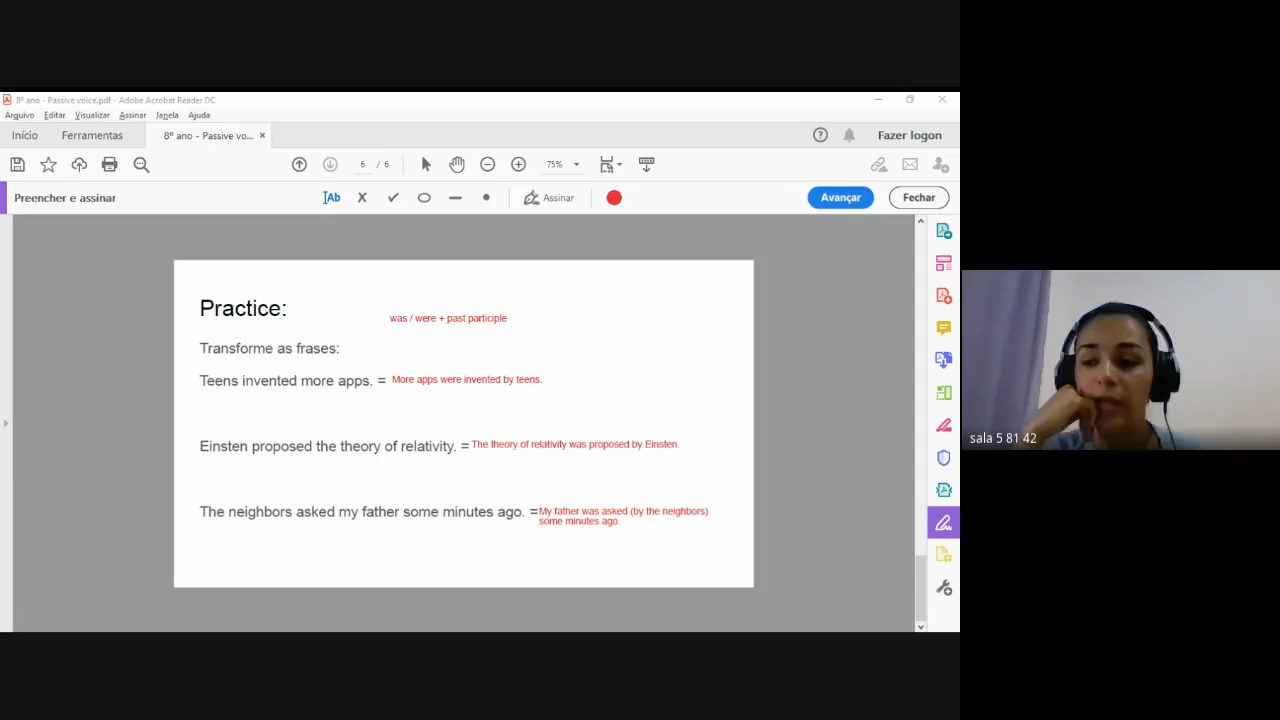 8º ano - Passive voice.pdf - Adobe Acrobat Reader DC
Arquivo Editar Visualizar Assinar Janela Ajuda
Início Ferramentas 8º ano - Passive vo... × Fazer logon
6 / 6 75%
Preencher e assinar IAb Assinar Avançar Fechar
Practice:
was / were + past participle
Transforme as frases:
Teens invented more apps. = More apps were invented by teens.
Einsten proposed the theory of relativity. = The theory of relativity was proposed by Einsten.
The neighbors asked my father some minutes ago. = My father was asked (by the neighbors)
some minutes ago.
sala 5 81 42